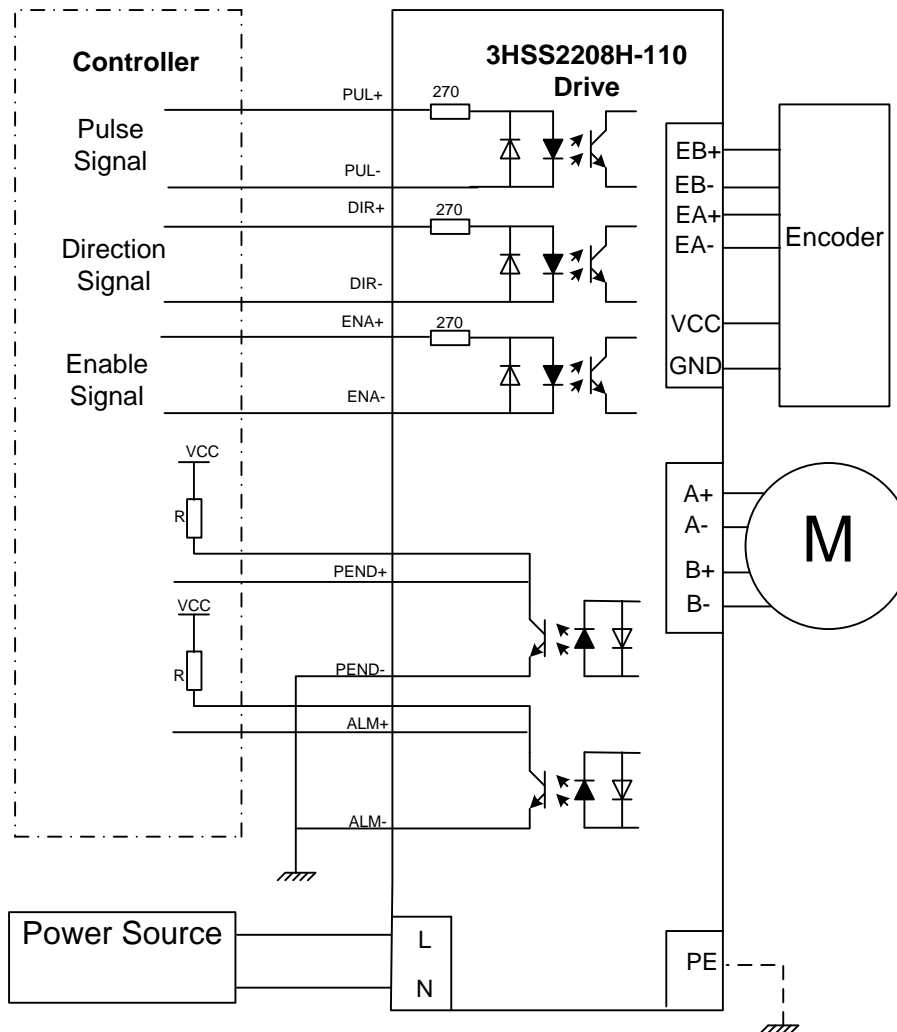 Controller
3HSS2208H-110
Drive
PUL+
270
Pulse
Signal
PUL-
DIR+
270
Direction
Signal
DIR-
ENA+
270
Enable
Signal
ENA-
EB+
EB-
EA+
EA-
VCC
GND
Encoder
VCC
R
PEND+
VCC
R
PEND-
ALM+
ALM-
A+
A-
B+
B-
M
Power Source
L
N
PE